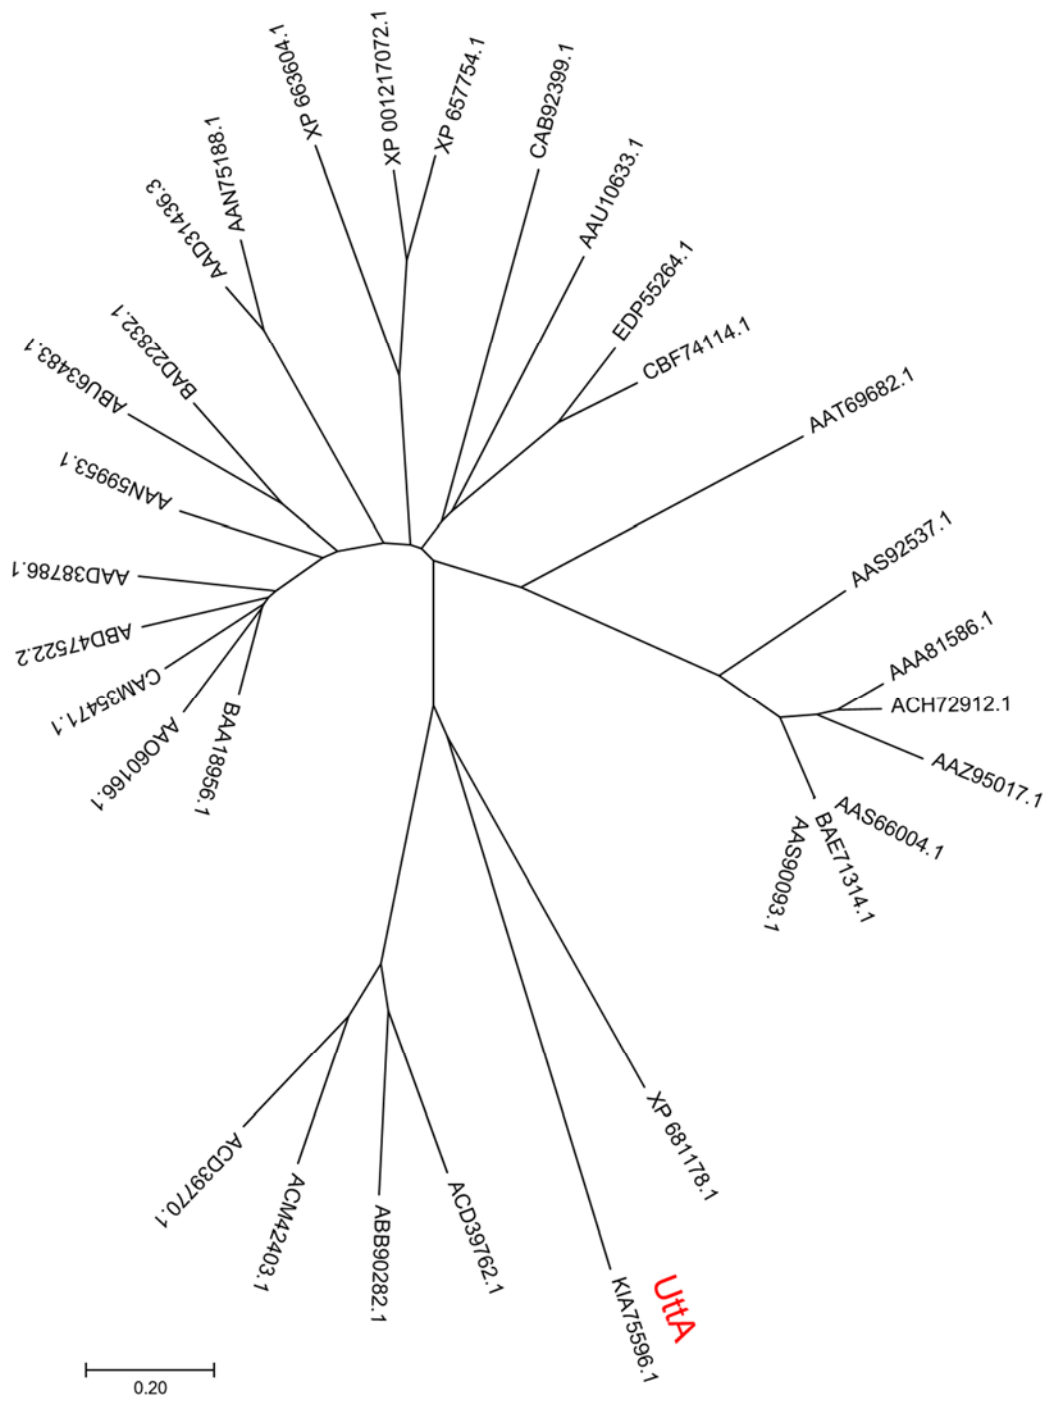 XP 663604.1
XP 001217072.1
XP 657754.1
CAB92399.1
AAU10633.1
EDP55264.1
CBF74114.1
AAT69682.1
AAS92537.1
AAA81586.1
ACH72912.1
AAZ95017.1
AAS66004.1
BAE71314.1
AAS90093.1
XP 681178.1
UttA
KIA75596.1
ACD39762.1
ABB90282.1
ACM42403.1
ACD39770.1
BAA18956.1
AAO60166.1
CAM35471.1
ABD47522.2
AAD38786.1
AAN59953.1
ABU63483.1
BAD22832.1
AAD31436.3
AAN75188.1
0.20